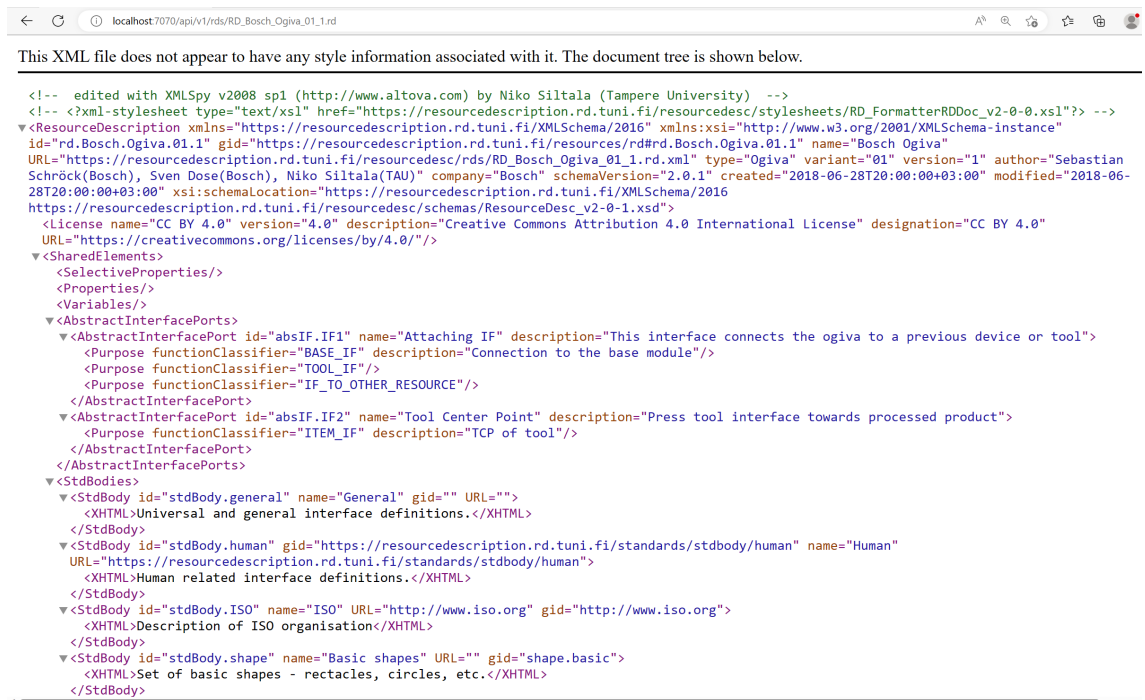 localhost:7070/api/v1/rds/RD_Bosch_Ogiva_01_1.rd
This XML file does not appear to have any style information associated with it. The document tree is shown below.
<!--  edited with XMLSpy v2008 sp1 (http://www.altova.com) by Niko Siltala (Tampere University)  -->
<!-- <?xml-stylesheet type="text/xsl" href="https://resourcedescription.rd.tuni.fi/resourcedesc/stylesheets/RD_FormatterRDDoc_v2-0-0.xsl"?> -->
▼<ResourceDescription xmlns="https://resourcedescription.rd.tuni.fi/XMLSchema/2016" xmlns:xsi="http://www.w3.org/2001/XMLSchema-instance"
id="rd.Bosch.Ogiva.01.1" gid="https://resourcedescription.rd.tuni.fi/resources/rd#rd.Bosch.Ogiva.01.1" name="Bosch Ogiva"
URL="https://resourcedescription.rd.tuni.fi/resourcedesc/rds/RD_Bosch_Ogiva_01_1.rd.xml" type="Ogiva" variant="01" version="1" author="Sebastian
Schröck(Bosch), Sven Dose(Bosch), Niko Siltala(TAU)" company="Bosch" schemaVersion="2.0.1" created="2018-06-28T20:00:00+03:00" modified="2018-06-
28T20:00:00+03:00" xsi:schemaLocation="https://resourcedescription.rd.tuni.fi/XMLSchema/2016
https://resourcedescription.rd.tuni.fi/resourcedesc/schemas/ResourceDesc_v2-0-1.xsd">
<License name="CC BY 4.0" version="4.0" description="Creative Commons Attribution 4.0 International License" designation="CC BY 4.0"
URL="https://creativecommons.org/licenses/by/4.0/"/>
▼<SharedElements>
<SelectiveProperties/>
<Properties/>
<Variables/>
▼<AbstractInterfacePorts>
▼<AbstractInterfacePort id="absIF.IF1" name="Attaching IF" description="This interface connects the ogiva to a previous device or tool">
<Purpose functionClassifier="BASE_IF" description="Connection to the base module"/>
<Purpose functionClassifier="TOOL_IF"/>
<Purpose functionClassifier="IF_TO_OTHER_RESOURCE"/>
</AbstractInterfacePort>
▼<AbstractInterfacePort id="absIF.IF2" name="Tool Center Point" description="Press tool interface towards processed product">
<Purpose functionClassifier="ITEM_IF" description="TCP of tool"/>
</AbstractInterfacePort>
</AbstractInterfacePorts>
▼<StdBodies>
▼<StdBody id="stdBody.general" name="General" gid="" URL="">
<XHTML>Universal and general interface definitions.</XHTML>
</StdBody>
▼<StdBody id="stdBody.human" gid="https://resourcedescription.rd.tuni.fi/standards/stdbody/human" name="Human"
URL="https://resourcedescription.rd.tuni.fi/standards/stdbody/human">
<XHTML>Human related interface definitions.</XHTML>
</StdBody>
▼<StdBody id="stdBody.ISO" name="ISO" URL="http://www.iso.org" gid="http://www.iso.org">
<XHTML>Description of ISO organisation</XHTML>
</StdBody>
▼<StdBody id="stdBody.shape" name="Basic shapes" URL="" gid="shape.basic">
<XHTML>Set of basic shapes - rectacles, circles, etc.</XHTML>
</StdBody>